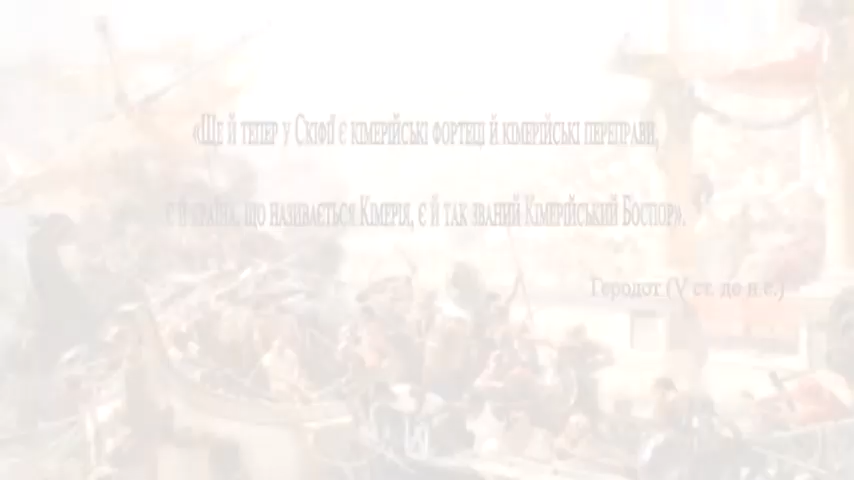 «Ще й тепер у Скіфії є кімерійські фортеці й кімерійські переправи,
є й країна, що називається Кімерія, є й так званий Кімерійський Боспор».
Геродот (V ст. до н.е.)